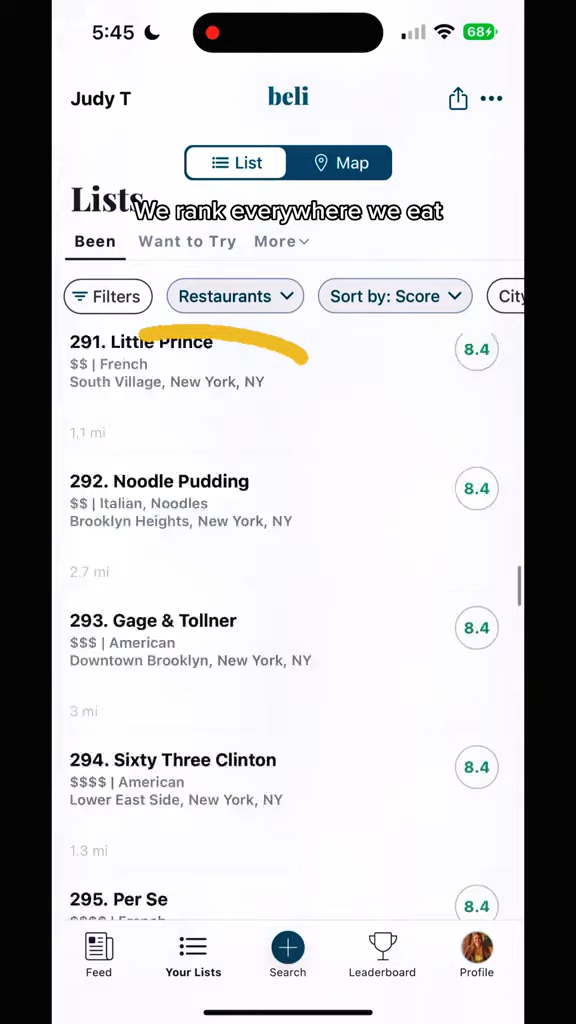 5:45
68
Judy T
beli
List
Map
Lists
We rank everywhere we eat
Been
Want to Try
More
Filters
Restaurants
Sort by: Score
City
291. Little Prince
8.4
$$ | French
South Village, New York, NY
1.1 mi
292. Noodle Pudding
8.4
$$ | Italian, Noodles
Brooklyn Heights, New York, NY
2.7 mi
293. Gage & Tollner
8.4
$$$ | American
Downtown Brooklyn, New York, NY
3 mi
294. Sixty Three Clinton
8.4
$$$$ | American
Lower East Side, New York, NY
1.3 mi
295. Per Se
8.4
$$$$ | French
Feed
Your Lists
Search
Leaderboard
Profile